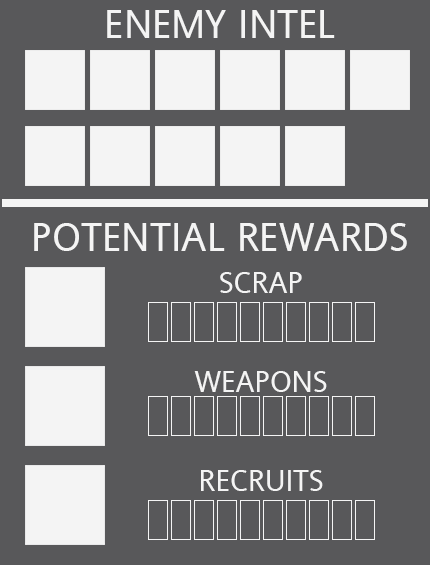 ENEMY INTEL
POTENTIAL REWARDS
SCRAP
WEAPONS
RECRUITS